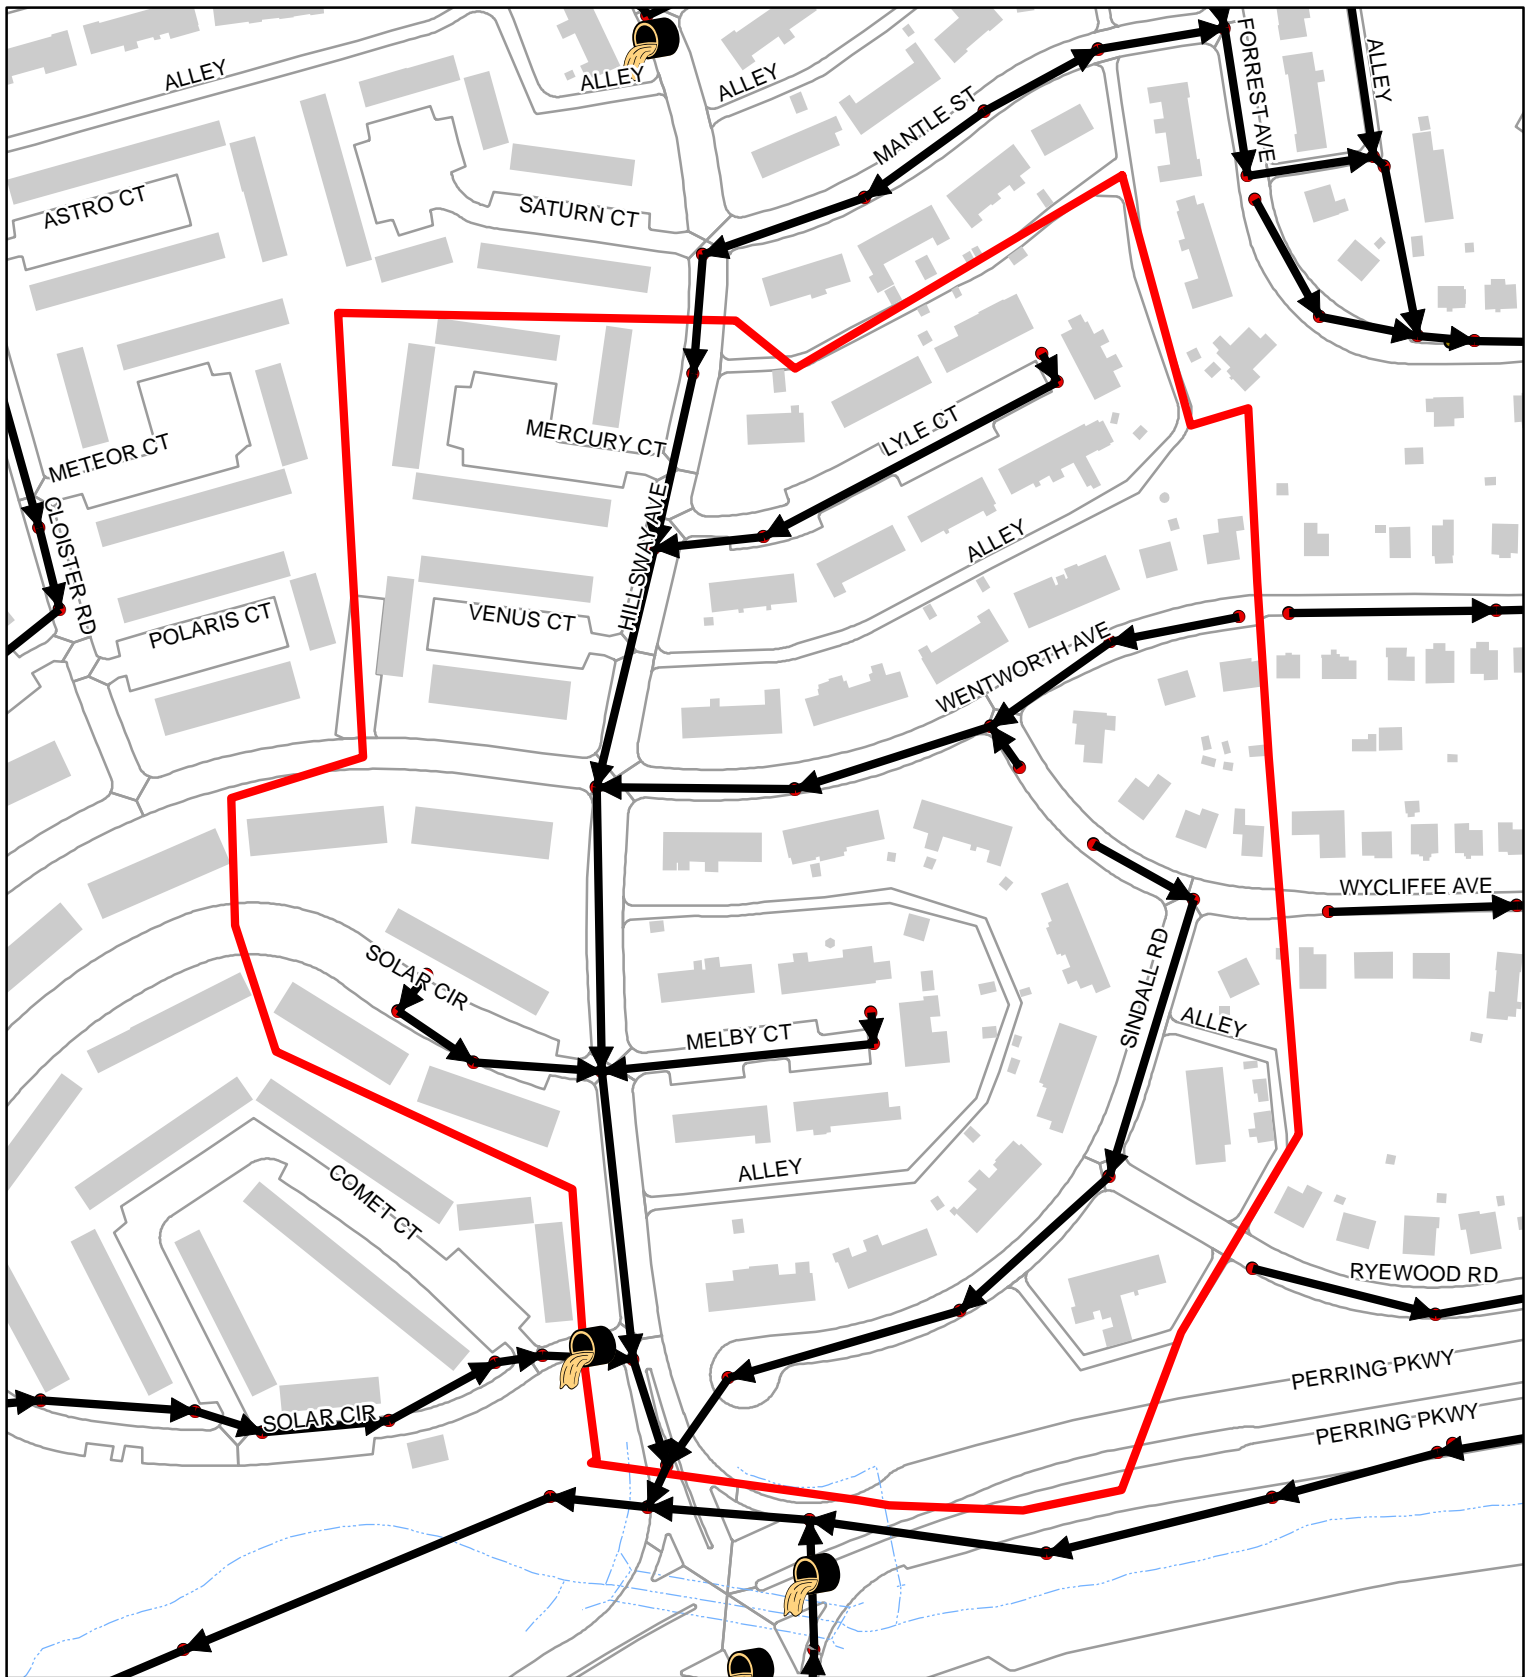 ALLEY
ALLEY
ALLEY
FORREST AVE
ALLEY
MANTLE ST
ASTRO CT
SATURN CT
LYLE CT
MERCURY CT
METEOR CT
CLOISTER RD
HILLSWAY AVE
ALLEY
POLARIS CT
VENUS CT
WENTWORTH AVE
WYCLIFFE AVE
SOLAR CIR
SINDALL RD
ALLEY
MELBY CT
ALLEY
COMET CT
RYEWOOD RD
PERRING PKWY
SOLAR CIR
PERRING PKWY